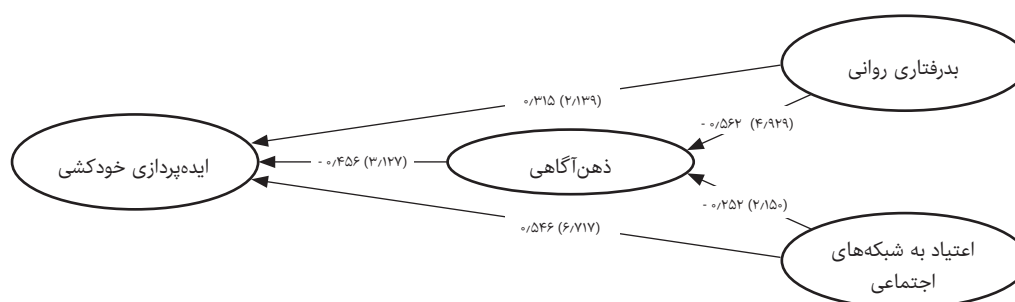 بدرفتاری روانی
۰٫۳۱۵ (۲٫۱۳۹)
- ۰٫۵۶۲ (۴٫۹۲۹)
ایده‌پردازی خودکشی
- ۰٫۴۵۶ (۳٫۱۲۷)
ذهن‌آگاهی
- ۰٫۲۵۲ (۲٫۱۵۰)
۰٫۵۴۶ (۶٫۷۱۷)
اعتیاد به شبکه‌های
اجتماعی